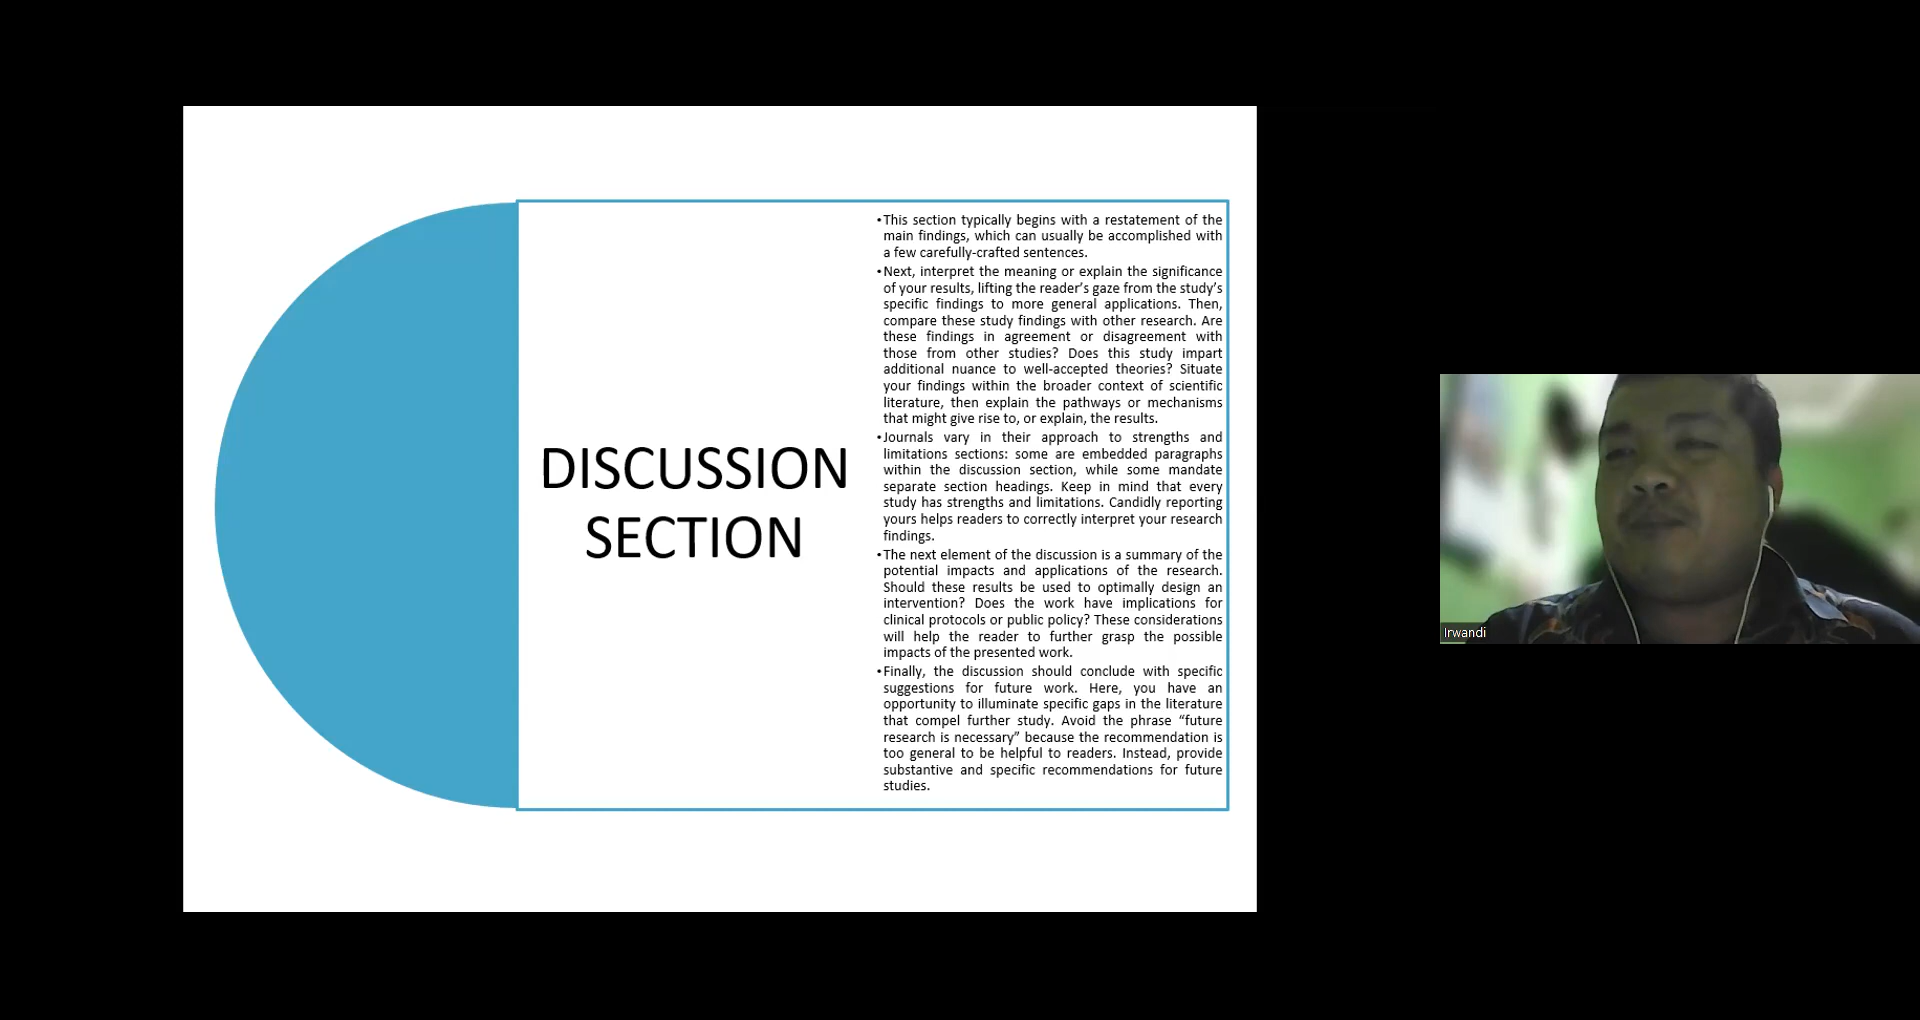 DISCUSSION
SECTION
•This section typically begins with a restatement of the
main findings, which can usually be accomplished with
a few carefully-crafted sentences.
•Next, interpret the meaning or explain the significance
of your results, lifting the reader’s gaze from the study’s
specific findings to more general applications. Then,
compare these study findings with other research. Are
these findings in agreement or disagreement with
those from other studies? Does this study impart
additional nuance to well-accepted theories? Situate
your findings within the broader context of scientific
literature, then explain the pathways or mechanisms
that might give rise to, or explain, the results.
•Journals vary in their approach to strengths and
limitations sections: some are embedded paragraphs
within the discussion section, while some mandate
separate section headings. Keep in mind that every
study has strengths and limitations. Candidly reporting
yours helps readers to correctly interpret your research
findings.
•The next element of the discussion is a summary of the
potential impacts and applications of the research.
Should these results be used to optimally design an
intervention? Does the work have implications for
clinical protocols or public policy? These considerations
will help the reader to further grasp the possible
impacts of the presented work.
•Finally, the discussion should conclude with specific
suggestions for future work. Here, you have an
opportunity to illuminate specific gaps in the literature
that compel further study. Avoid the phrase “future
research is necessary” because the recommendation is
too general to be helpful to readers. Instead, provide
substantive and specific recommendations for future
studies.
Irwandi